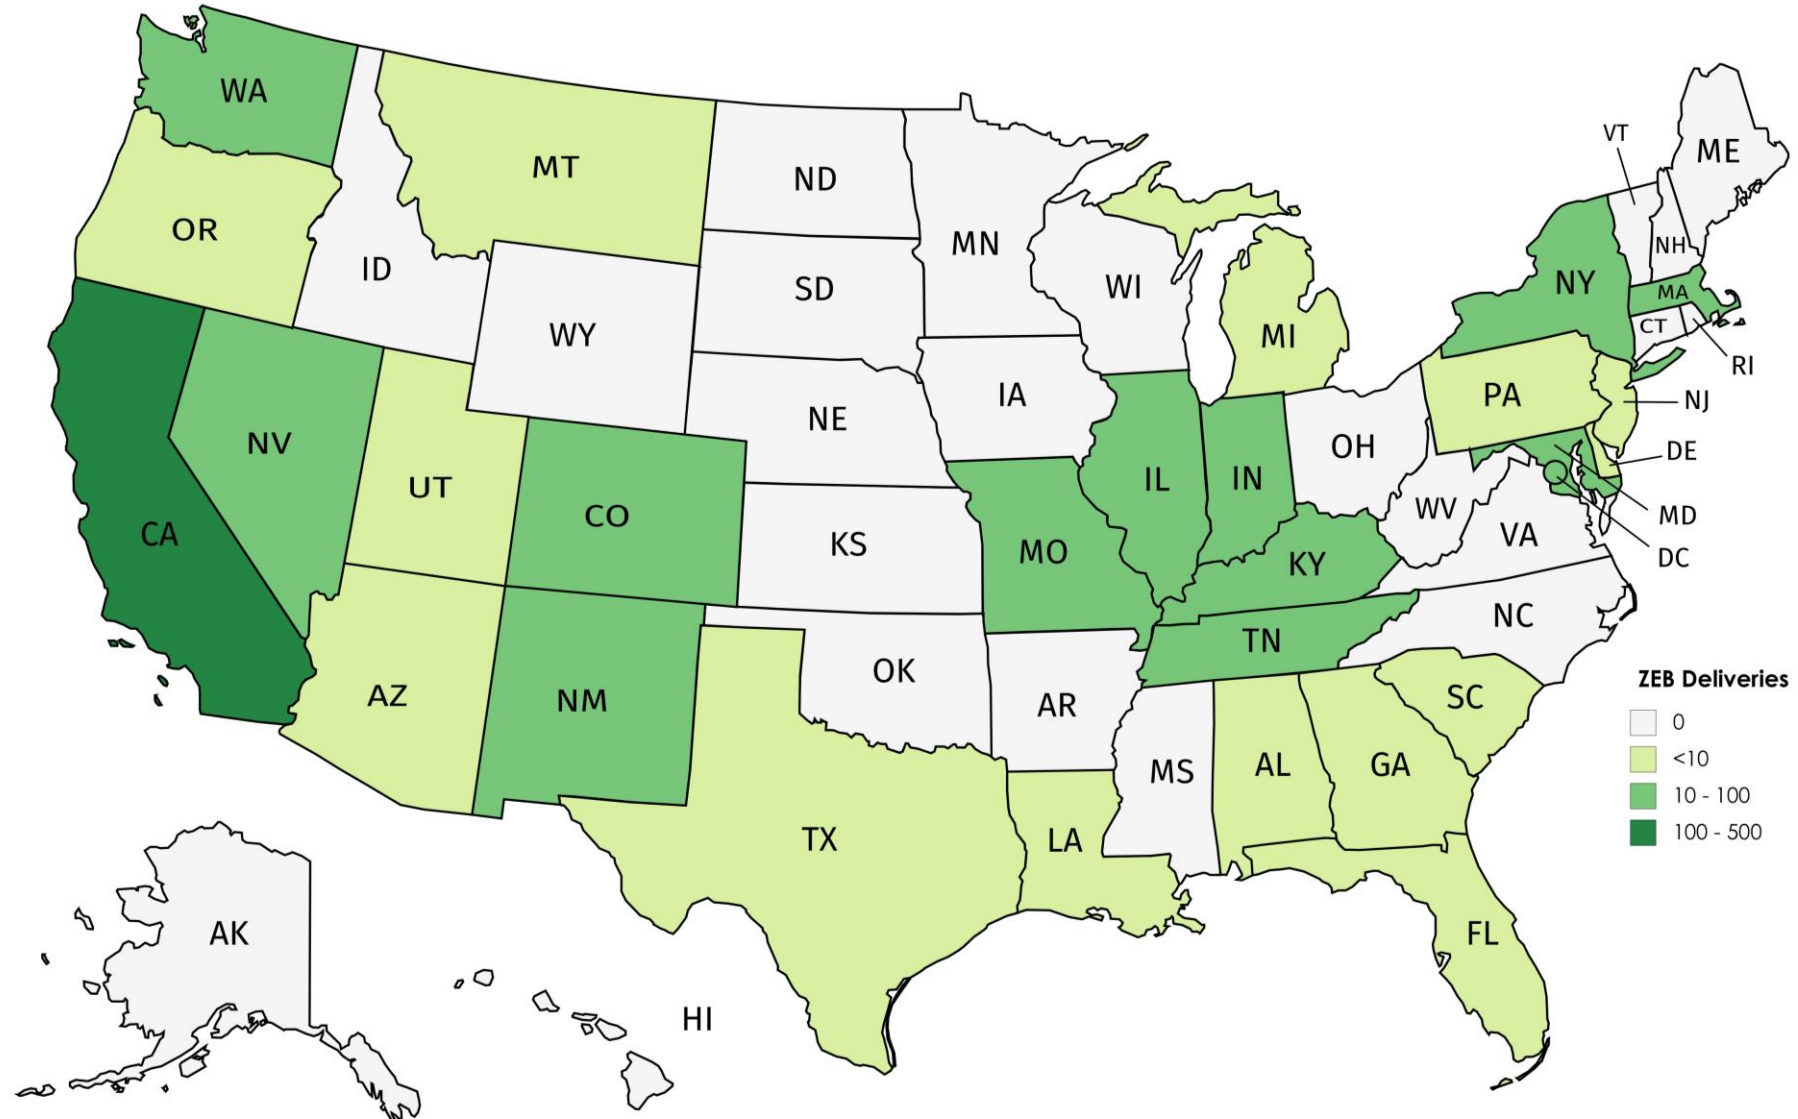 WA
MT
ND
MN
OR
ID
SD
WI
WY
MI
VT
ME
NH
NY
MA
CT
RI
IA
NE
PA
NJ
OH
DE
NV
UT
CO
IL
IN
WV
MD
VA
DC
CA
KS
MO
KY
NC
TN
AZ
NM
OK
AR
SC
MS
AL
GA
TX
LA
FL
AK
HI
ZEB Deliveries
0
<10
10 - 100
100 - 500